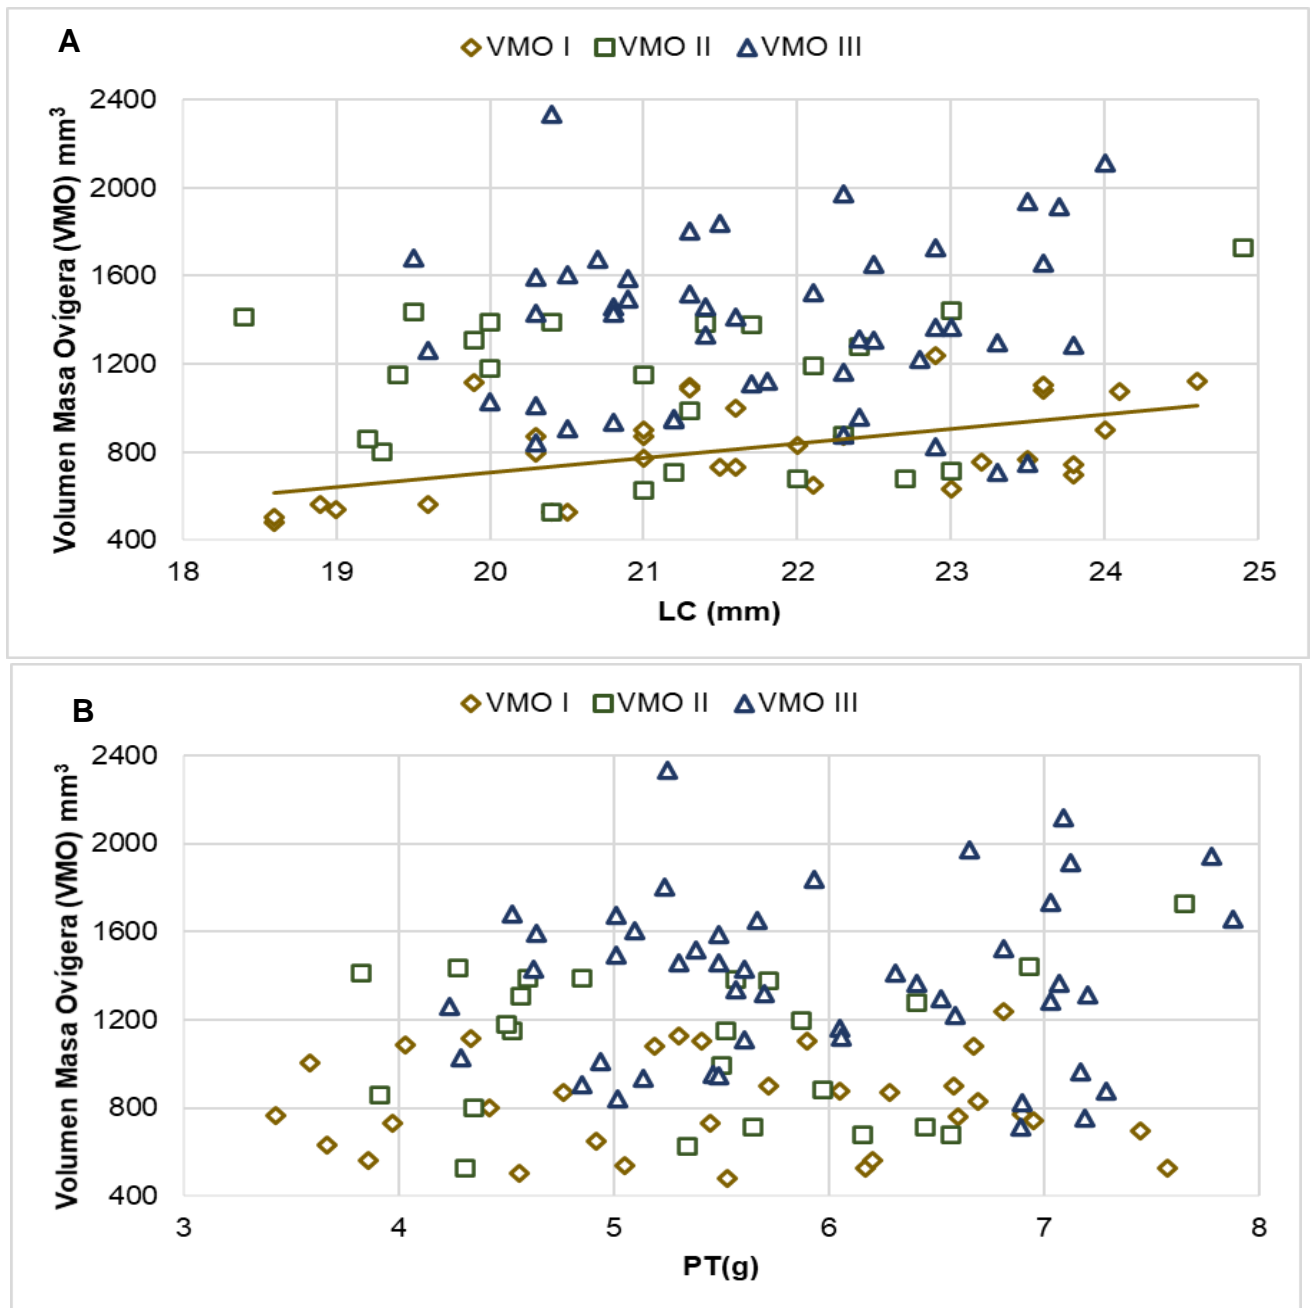 A
VMO I VMO II VMO III
Volumen Masa Ovígera (VMO) mm³
2400
2000
1600
1200
800
400
18 19 20 21 22 23 24 25
LC (mm)
B
VMO I VMO II VMO III
Volumen Masa Ovígera (VMO) mm³
2400
2000
1600
1200
800
400
3 4 5 6 7 8
PT(g)